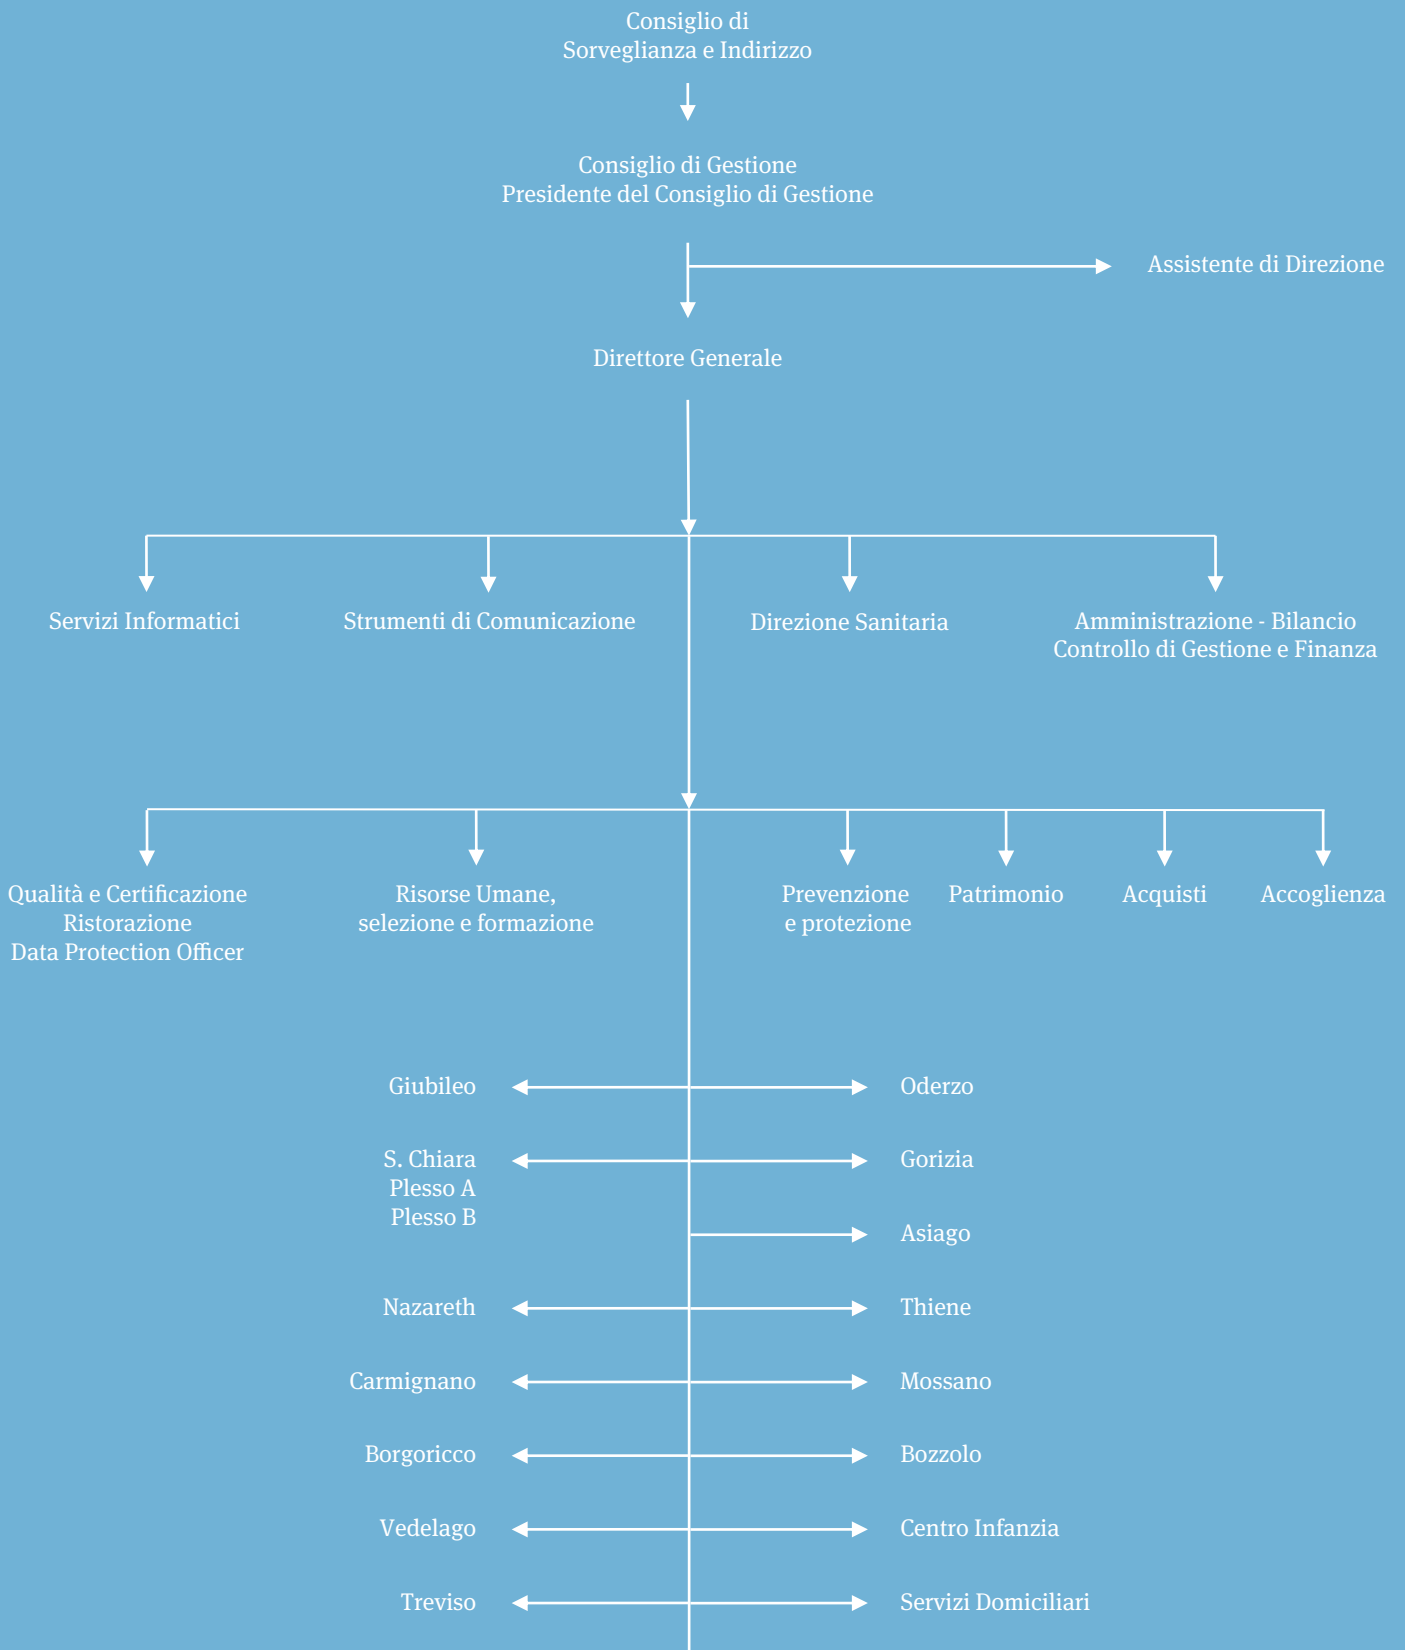 Consiglio di
Sorveglianza e Indirizzo
Consiglio di Gestione
Presidente del Consiglio di Gestione
Assistente di Direzione
Direttore Generale
Servizi Informatici
Strumenti di Comunicazione
Direzione Sanitaria
Amministrazione - Bilancio
Controllo di Gestione e Finanza
Qualità e Certificazione
Ristorazione
Data Protection Officer
Risorse Umane,
selezione e formazione
Prevenzione
e protezione
Patrimonio
Acquisti
Accoglienza
Giubileo
Oderzo
S. Chiara
Plesso A
Plesso B
Gorizia
Asiago
Nazareth
Thiene
Carmignano
Mossano
Borgoricco
Bozzolo
Vedelago
Centro Infanzia
Treviso
Servizi Domiciliari